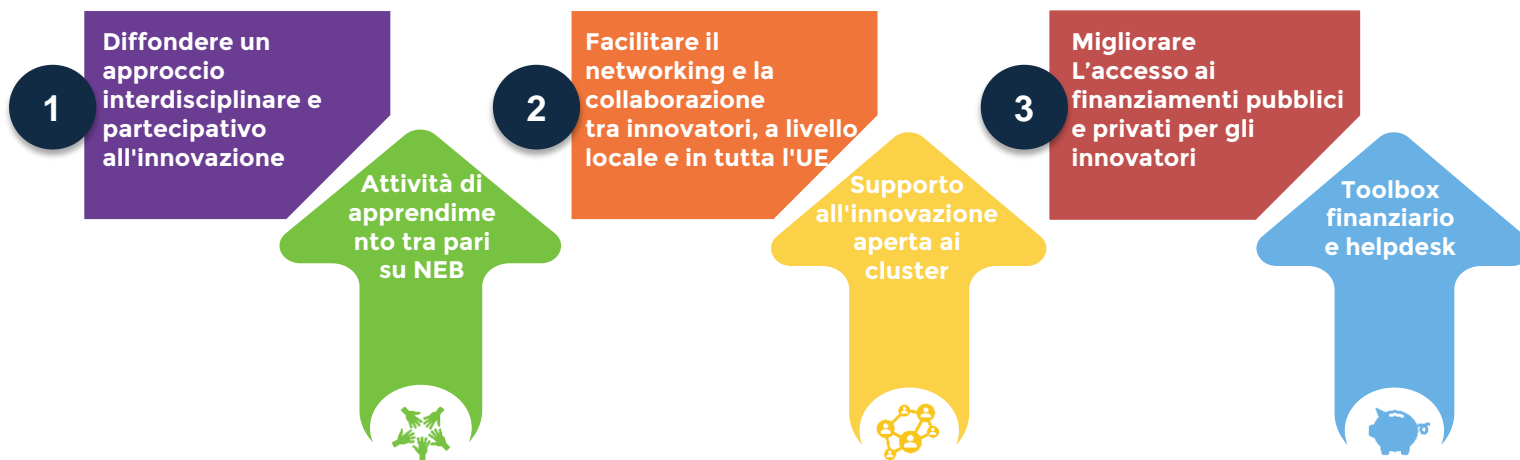 1
Diffondere un
approccio
interdisciplinare e
partecipativo
all'innovazione
Attività di
apprendime
nto tra pari
su NEB
2
Facilitare il
networking e la
collaborazione
tra innovatori, a livello
locale e in tutta l'UE
Supporto
all'innovazione
aperta ai
cluster
3
Migliorare
L’accesso ai
finanziamenti pubblici
e privati per gli
innovatori
Toolbox
finanziario
e helpdesk